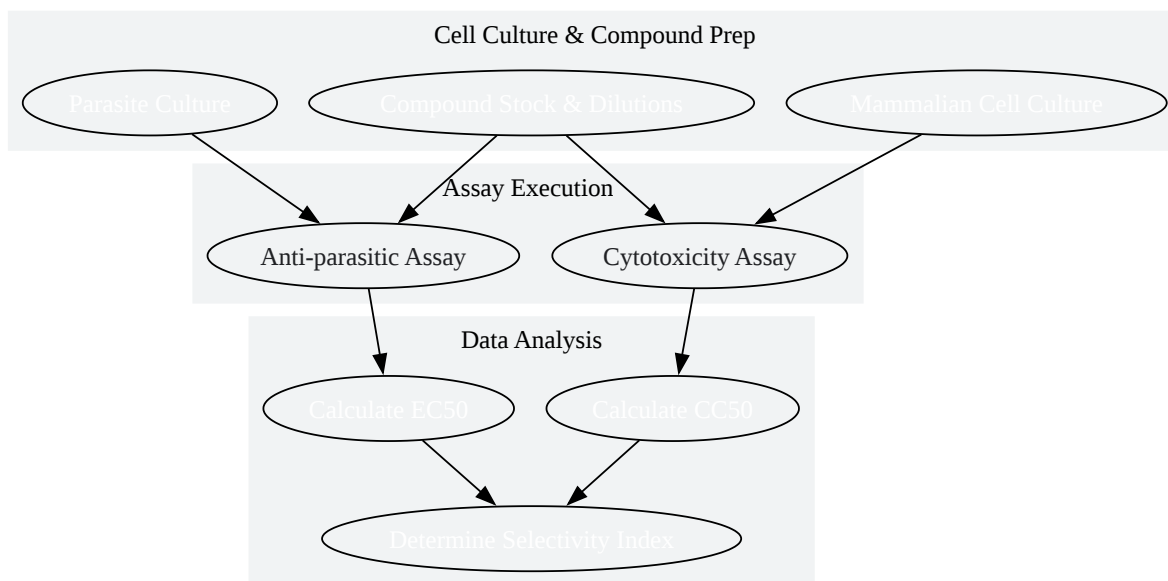 Cell Culture & Compound Prep
Parasite Culture
Compound Stock & Dilutions
Mammalian Cell Culture
Assay Execution
Anti-parasitic Assay
Cytotoxicity Assay
Data Analysis
Calculate EC50
Calculate CC50
Determine Selectivity Index